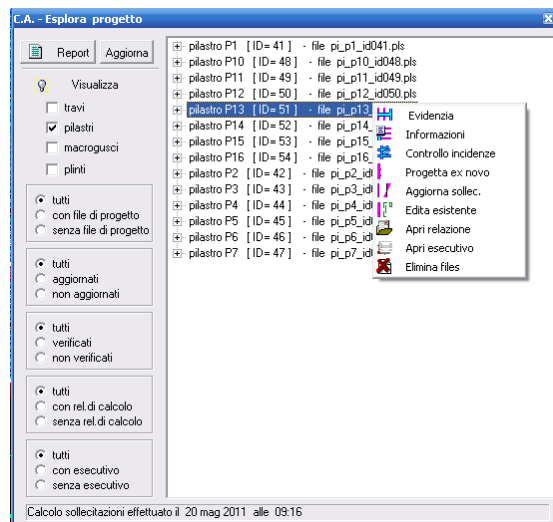 C.A. - Esplora progetto
Report
Aggiorna
Visualizza
travi
pilastri
macrogusci
plinti
tutti
con file di progetto
senza file di progetto
tutti
aggiornati
non aggiornati
tutti
verificati
non verificati
tutti
con rel.di calcolo
senza rel.di calcolo
tutti
con esecutivo
senza esecutivo
pilastro P1 [ ID= 41 ] - file pi_p1_id041.pls
pilastro P10 [ ID= 48 ] - file pi_p10_id048.pls
pilastro P11 [ ID= 49 ] - file pi_p11_id049.pls
pilastro P12 [ ID= 50 ] - file pi_p12_id050.pls
pilastro P13 [ ID= 51 ] - file pi_p13_
pilastro P14 [ ID= 52 ] - file pi_p14_
pilastro P15 [ ID= 53 ] - file pi_p15_
pilastro P16 [ ID= 54 ] - file pi_p16_
pilastro P2 [ ID= 42 ] - file pi_p2_id
pilastro P3 [ ID= 43 ] - file pi_p3_id
pilastro P4 [ ID= 44 ] - file pi_p4_id
pilastro P5 [ ID= 45 ] - file pi_p5_id
pilastro P6 [ ID= 46 ] - file pi_p6_id
pilastro P7 [ ID= 47 ] - file pi_p7_id
Evidenzia
Informazioni
Controllo incidenze
Progetta ex novo
Aggiorna sollec.
Edita esistente
Apri relazione
Apri esecutivo
Elimina files
Calcolo sollecitazioni effettuato il 20 mag 2011 alle 09:16